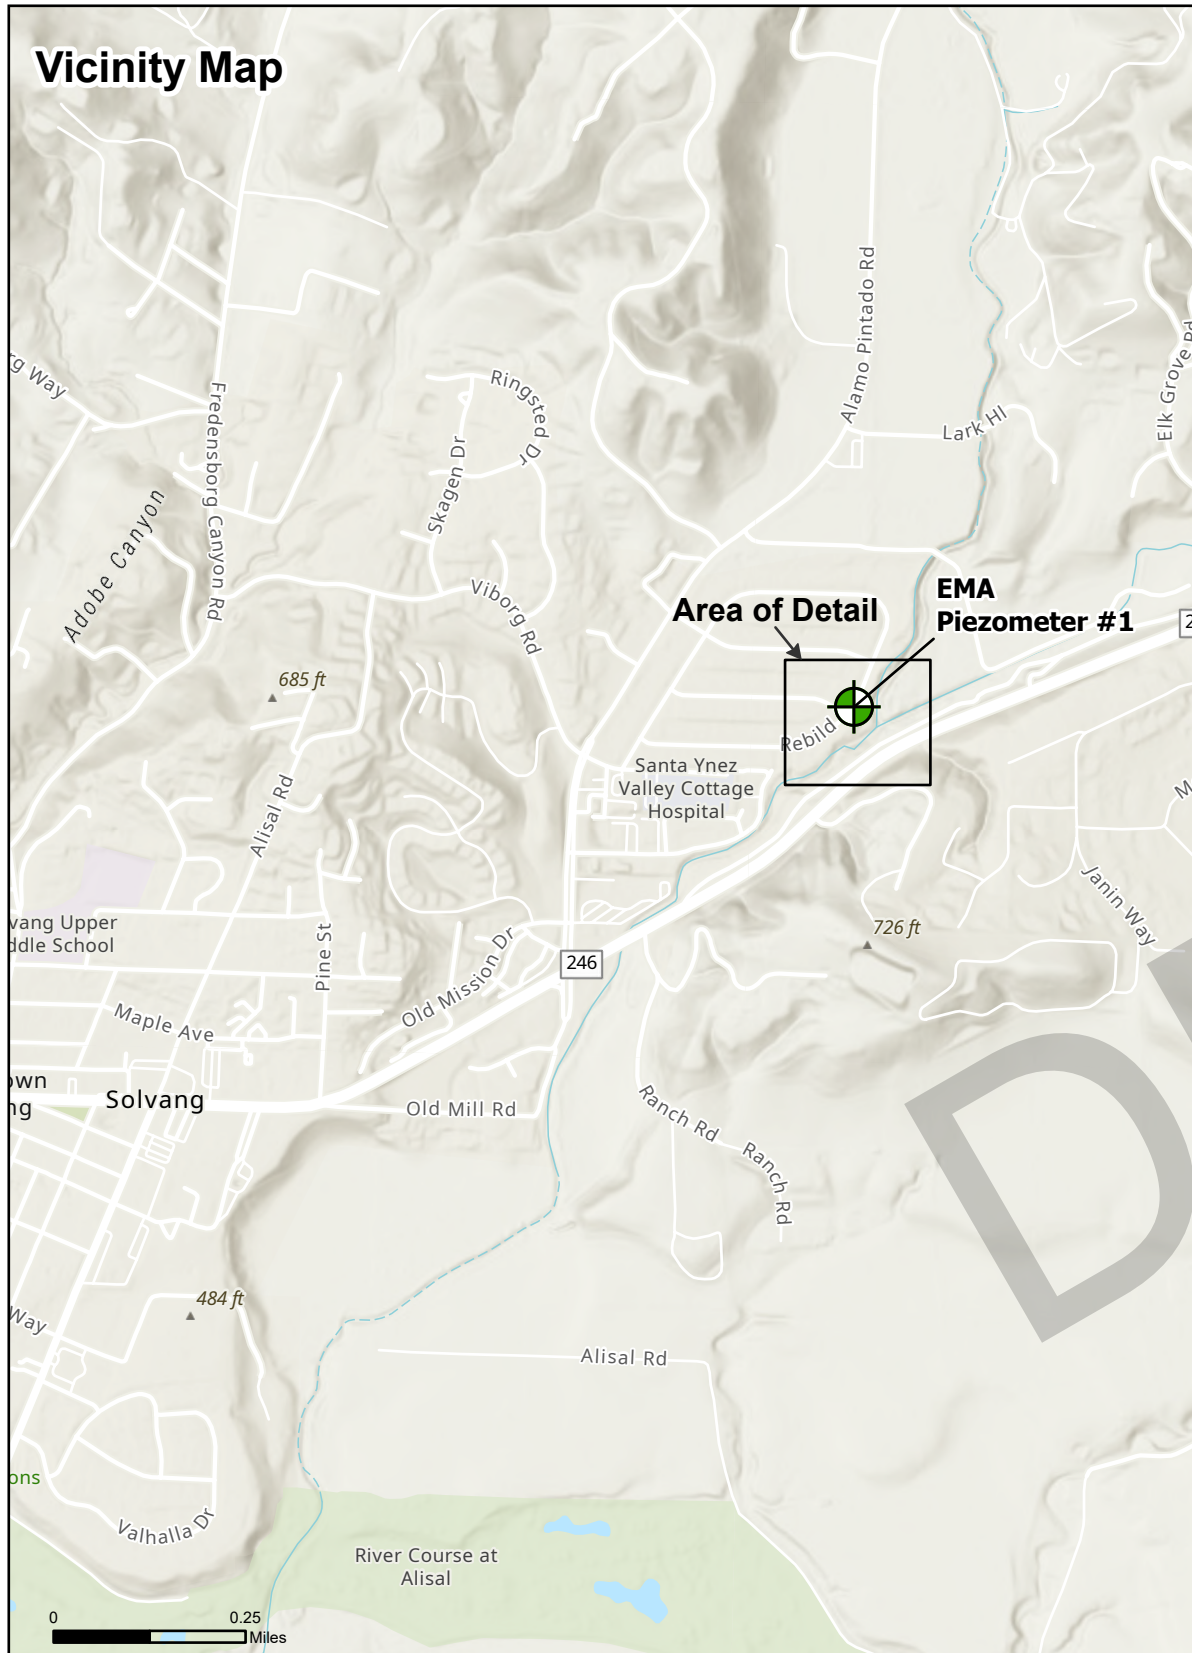 Vicinity Map
rg Way
Fredensborg Canyon Rd
Adobe Canyon
Ringsted Dr
Skagen Dr
Viborg Rd
Alamo Pintado Rd
Lark Hl
Elk Grove Rd
EMA
Piezometer #1
Area of Detail
2
685 ft
Rebild
Santa Ynez
Valley Cottage
Hospital
Alisal Rd
M
Janin Way
vang Upper
ddle School
Pine St
Old Mission Dr
726 ft
246
Maple Ave
own
ng
Solvang
Old Mill Rd
Ranch Rd
Ranch Rd
D
484 ft
Way
Alisal Rd
ons
Valhalla Dr
River Course at
Alisal
0 0.25
Miles